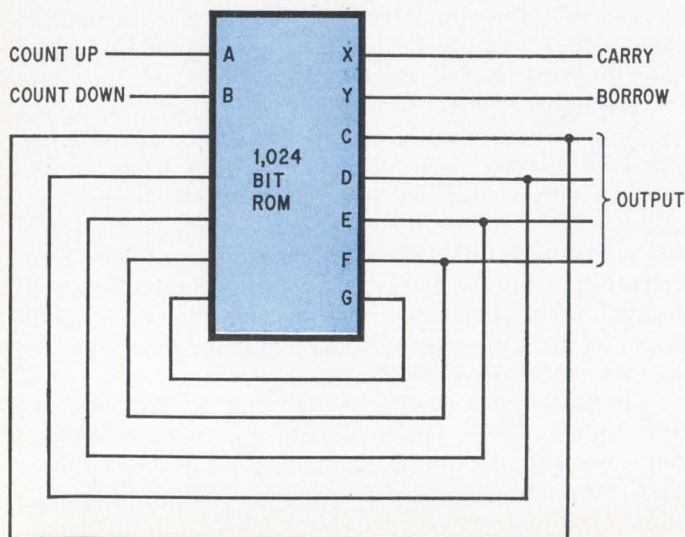 COUNT UP A X CARRY
COUNT DOWN B Y BORROW
C
1,024
BIT
ROM
D
OUTPUT
E
F
G